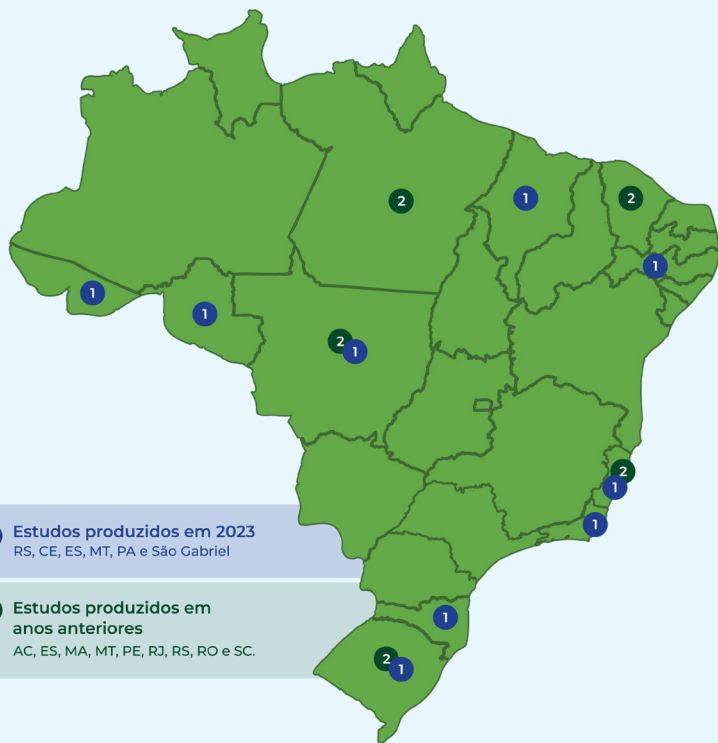 2
1
2
1
1
1
2
1
2
1
1
Estudos produzidos em 2023
RS, CE, ES, MT, PA e São Gabriel
1
Estudos produzidos em
anos anteriores
AC, ES, MA, MT, PE, RJ, RS, RO e SC.
2
1